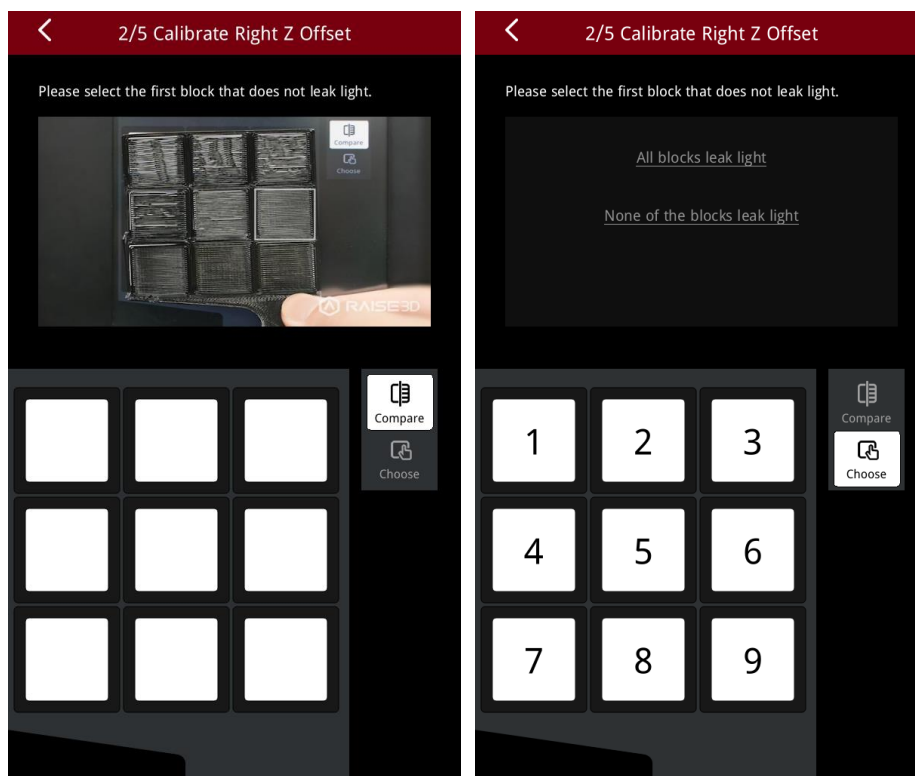 2/5 Calibrate Right Z Offset
Please select the first block that does not leak light.
Compare
Choose
RAISE3D
Compare
Choose
2/5 Calibrate Right Z Offset
Please select the first block that does not leak light.
All blocks leak light
None of the blocks leak light
1 2 3
4 5 6
7 8 9
Compare
Choose